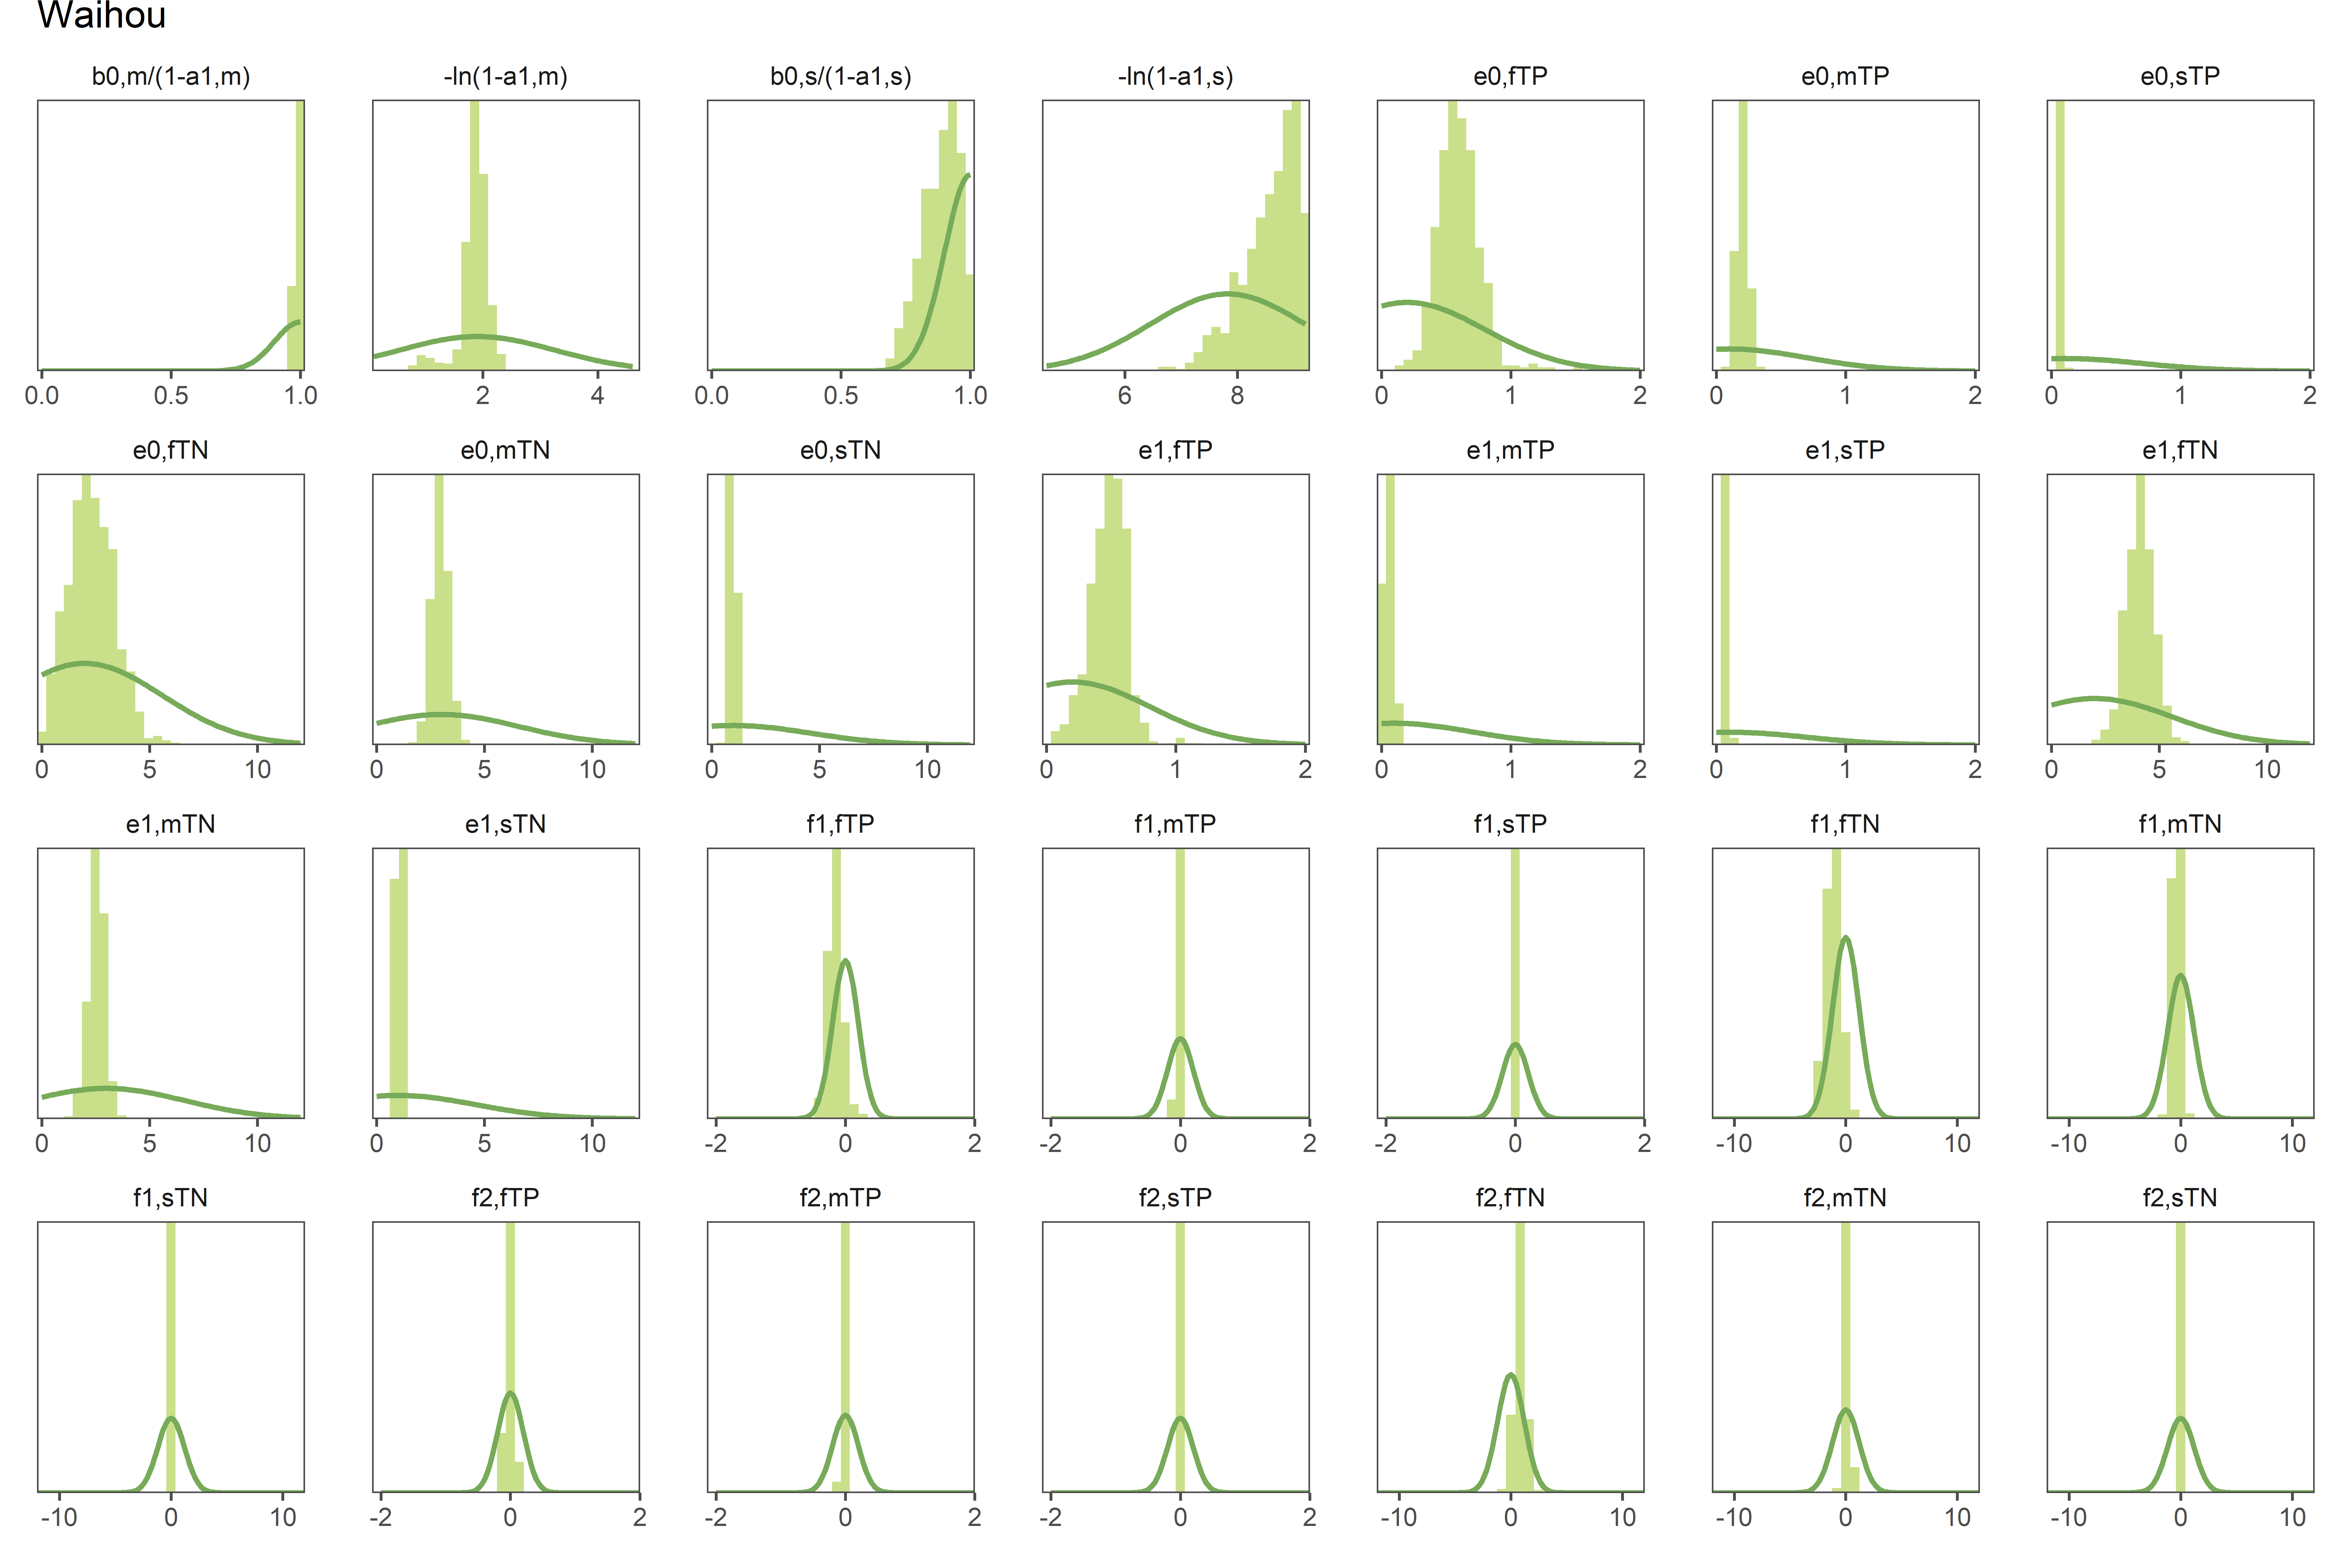 Waihou
b0,m/(1-a1,m) -ln(1-a1,m) b0,s/(1-a1,s) -ln(1-a1,s) e0,fTP e0,mTP e0,sTP
0.0 0.5 1.0 2 4 0.0 0.5 1.0 6 8 0 1 2 0 1 2 0 1 2
e0,fTN e0,mTN e0,sTN e1,fTP e1,mTP e1,sTP e1,fTN
0 5 10 0 5 10 0 5 10 0 1 2 0 1 2 0 1 2 0 5 10
e1,mTN e1,sTN f1,fTP f1,mTP f1,sTP f1,fTN f1,mTN
0 5 10 0 5 10 -2 0 2 -2 0 2 -2 0 2 -10 0 10 -10 0 10
f1,sTN f2,fTP f2,mTP f2,sTP f2,fTN f2,mTN f2,sTN
-10 0 10 -2 0 2 -2 0 2 -2 0 2 -10 0 10 -10 0 10 -10 0 10